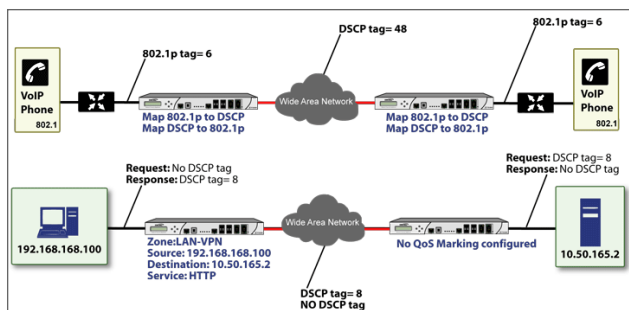 DSCP tag= 48
802.1p tag= 6
802.1p tag= 6
VoIP
Phone
802.1
Wide Area Network
VoIP
Phone
802.1
Map 802.1p to DSCP
Map DSCP to 802.1p
Map 802.1p to DSCP
Map DSCP to 802.1p
Request: No DSCP tag
Response: DSCP tag= 8
Request: DSCP tag= 8
Response: No DSCP tag
192.168.168.100
Wide Area Network
10.50.165.2
Zone:LAN-VPN
Source: 192.168.168.100
Destination: 10.50.165.2
Service: HTTP
No QoS Marking configured
DSCP tag= 8
NO DSCP tag